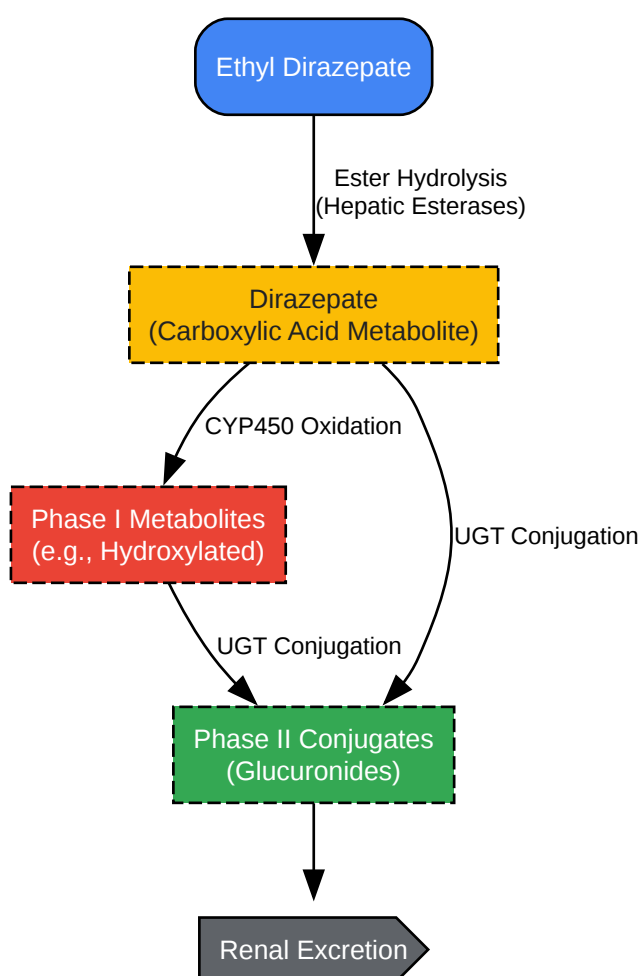 Ethyl Dirazepate
Ester Hydrolysis
(Hepatic Esterases)
Dirazepate
(Carboxylic Acid Metabolite)
CYP450 Oxidation
Phase I Metabolites
(e.g., Hydroxylated)
UGT Conjugation
UGT Conjugation
Phase II Conjugates
(Glucuronides)
Renal Excretion